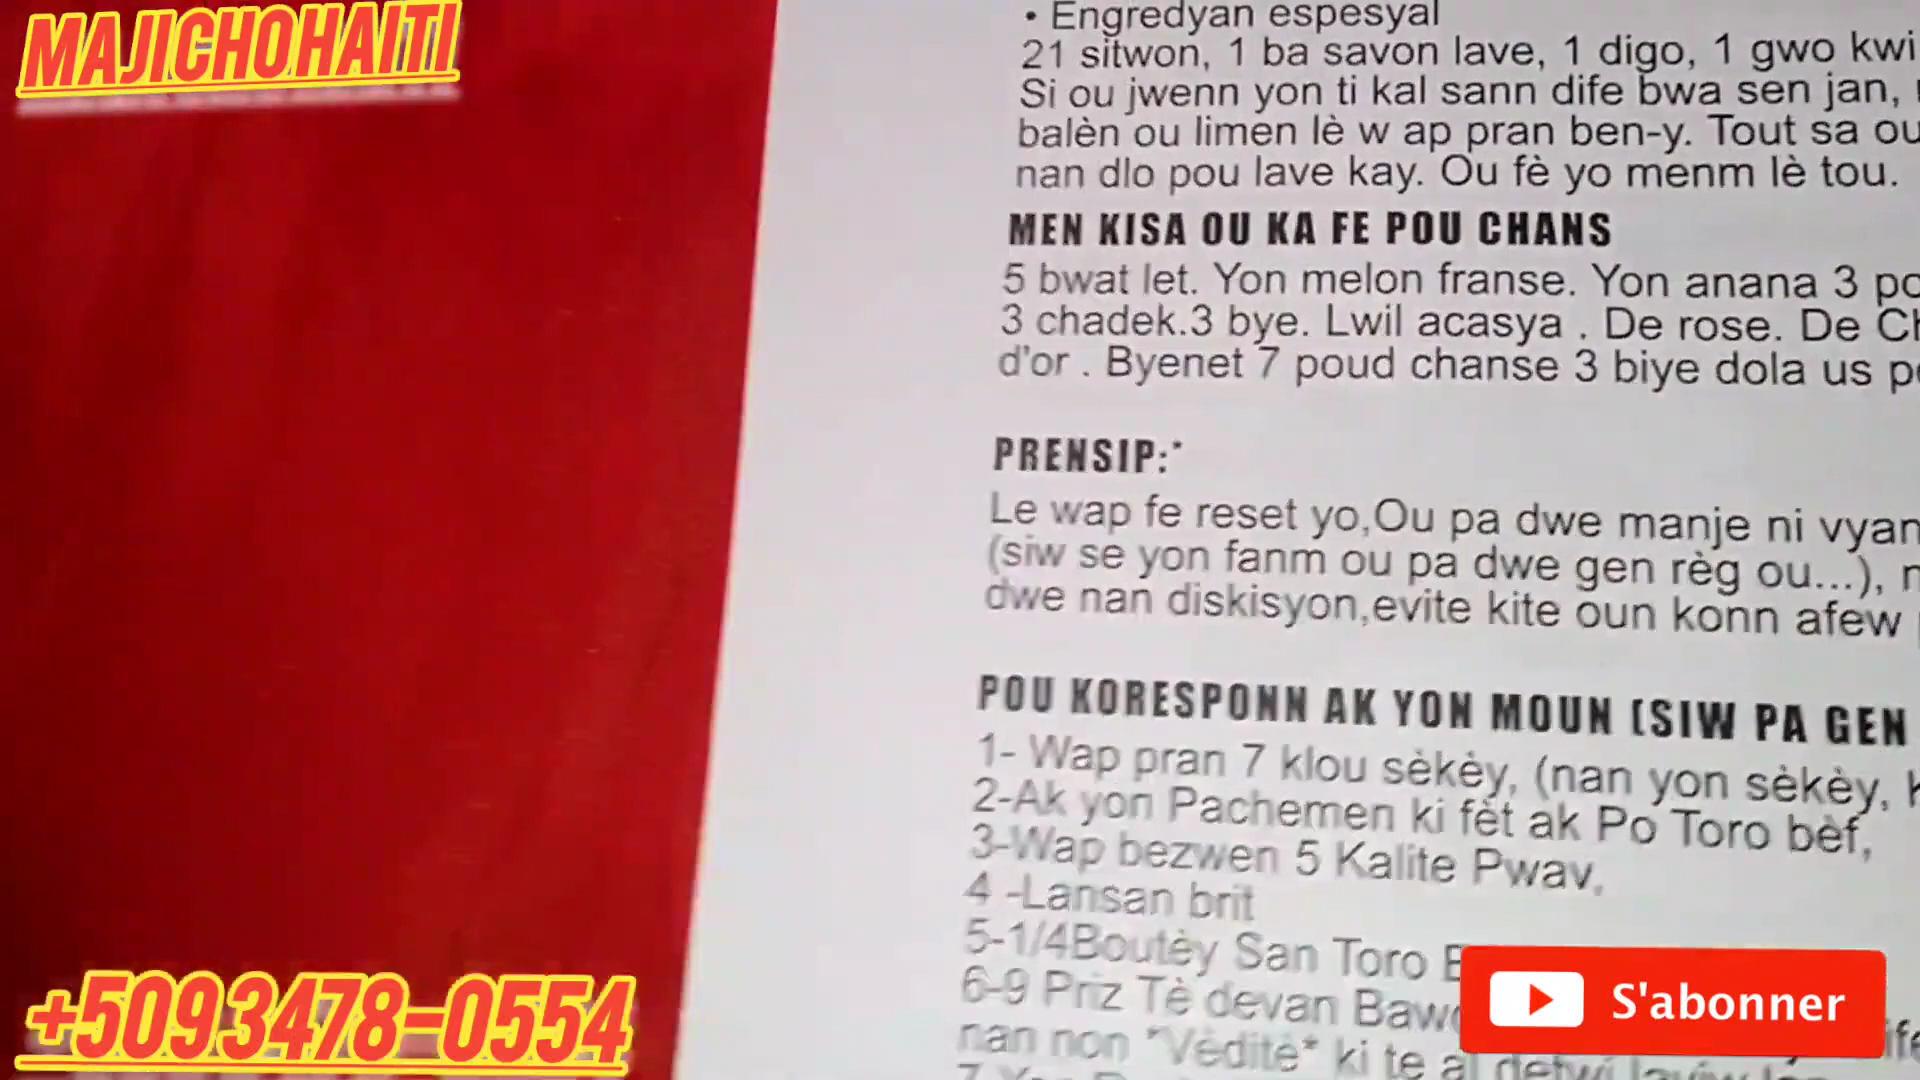 MAJICHOHAITI
• Engredyan espesyal
21 sitwon, 1 ba savon lave, 1 digo, 1 gwo kwi
Si ou jwenn yon ti kal sann dife bwa sen jan,
balèn ou limen lè w ap pran ben-y. Tout sa ou
nan dlo pou lave kay. Ou fè yo menm lè tou.
MEN KISA OU KA FE POU CHANS
5 bwat let. Yon melon franse. Yon anana 3
3 chadek.3 bye. Lwil acasya . De rose. De
d'or . Byenet 7 poud chanse 3 biye dola us
PRENSIP:*
Le wap fe reset yo,Ou pa dwe manje ni
(siw se yon fanm ou pa dwe gen règ ou...),
dwe nan diskisyon,evite kite oun konn afew
POU KORESPONN AK YON MOUN (SIW PA GEN
1- Wap pran 7 klou sèkèy, (nan yon sèkèy,
2-Ak yon Pachemen ki fèt ak Po Toro bèf,
3-Wap bezwen 5 Kalite Pwav,
4 -Lansan brit
5-1/4Boutèy San Toro
6-9 Priz Tè devan
nan non *Vèditè* ki te
+5093478-0554
S'abonner